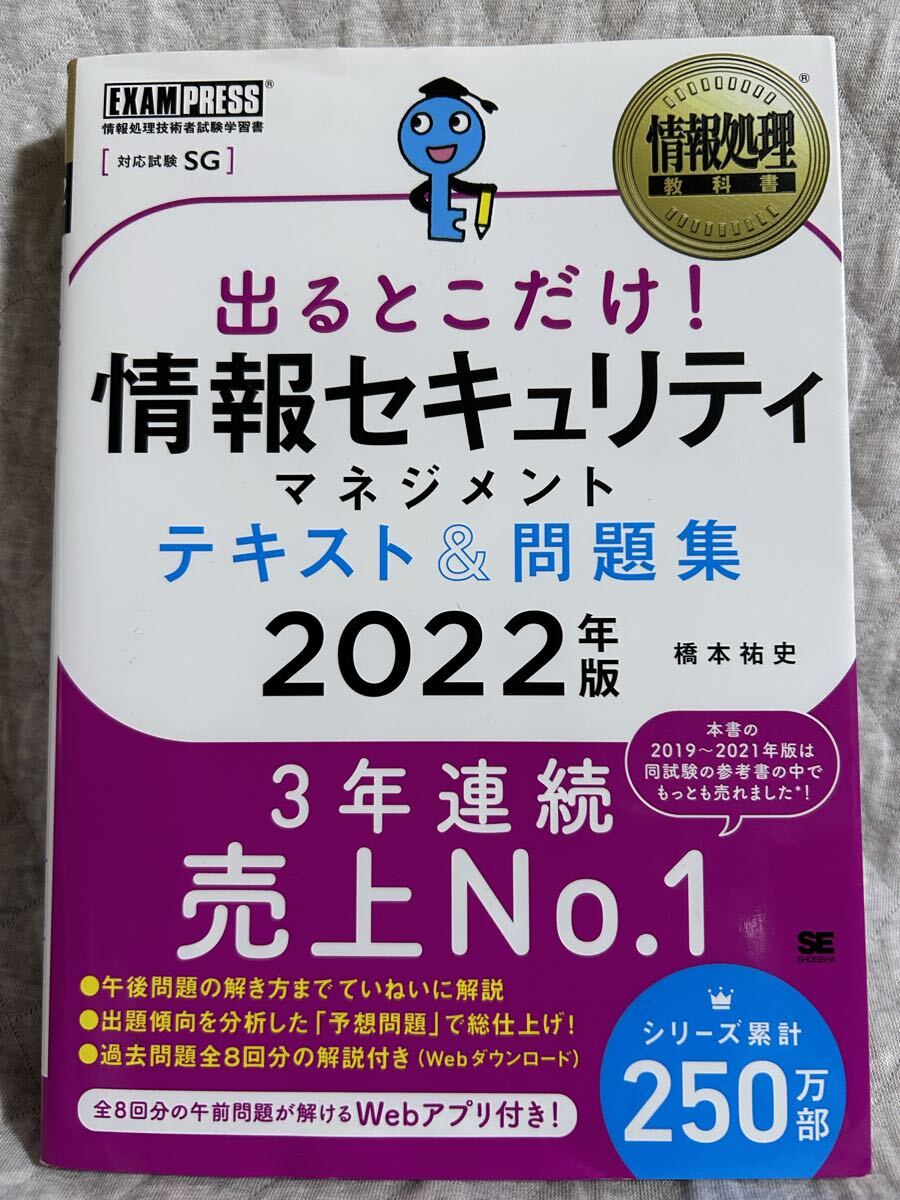 EXAMPRESS®
情報処理技術者試験学習書
[対応試験 SG]
情報処理®
教科書
出るとこだけ!
情報セキュリティ
マネジメント
テキスト&問題集
2022年版
橋本祐史
本書の
2019〜2021年版は
同試験の参考書の中で
もっとも売れました*!
3年連続
売上No.1
SE
SHOEISHA
●午後問題の解き方までていねいに解説
●出題傾向を分析した「予想問題」で総仕上げ!
●過去問題全8回分の解説付き(Webダウンロード)
全8回分の午前問題が解けるWebアプリ付き!
シリーズ累計
250万部